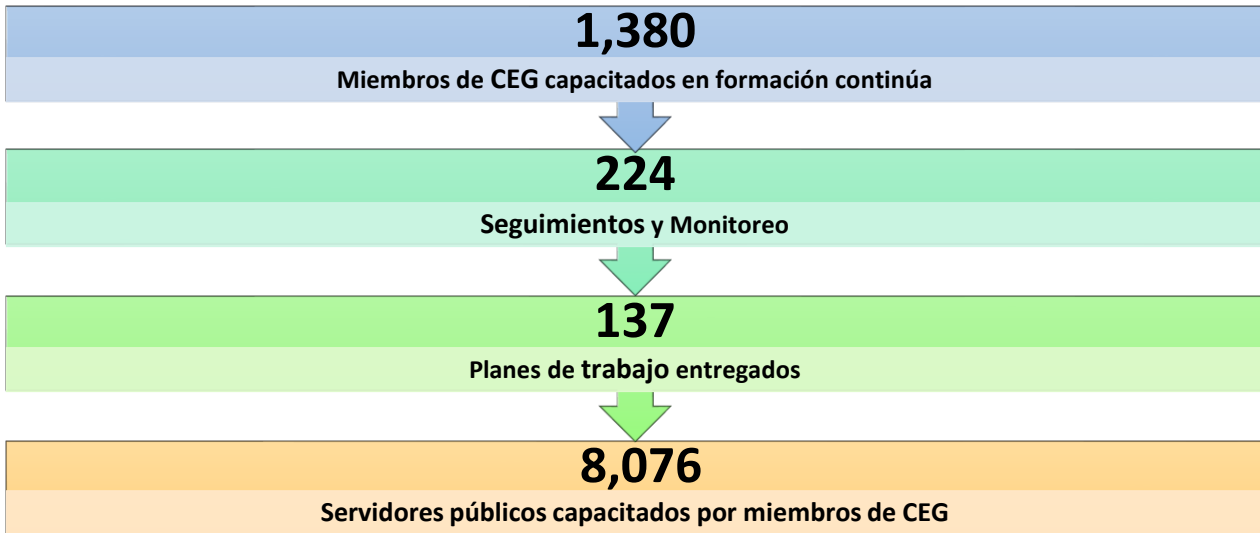 1,380
Miembros de CEG capacitados en formación continúa
224
Seguimientos y Monitoreo
137
Planes de trabajo entregados
8,076
Servidores públicos capacitados por miembros de CEG